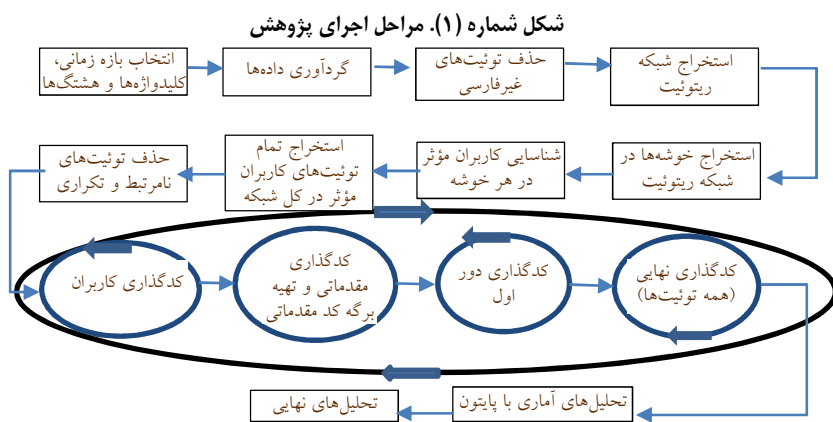 شکل شماره (۱). مراحل اجرای پژوهش
انتخاب بازه زمانی،
کلیدواژه‌ها و هشتگ‌ها
گردآوری داده‌ها
حذف توئیت‌های
غیرفارسی
استخراج شبکه
ریتوئیت
استخراج خوشه‌ها در
شبکه ریتوئیت
شناسایی کاربران مؤثر
در هر خوشه
استخراج تمام
توئیت‌های کاربران
مؤثر در کل شبکه
حذف توئیت‌های
نامرتبط و تکراری
کدگذاری کاربران
کدگذاری
مقدماتی و تهیه
برگه کد مقدماتی
کدگذاری دور
اول
کدگذاری نهایی
(همه توئیت‌ها)
تحلیل‌های آماری با پایتون
تحلیل‌های نهایی